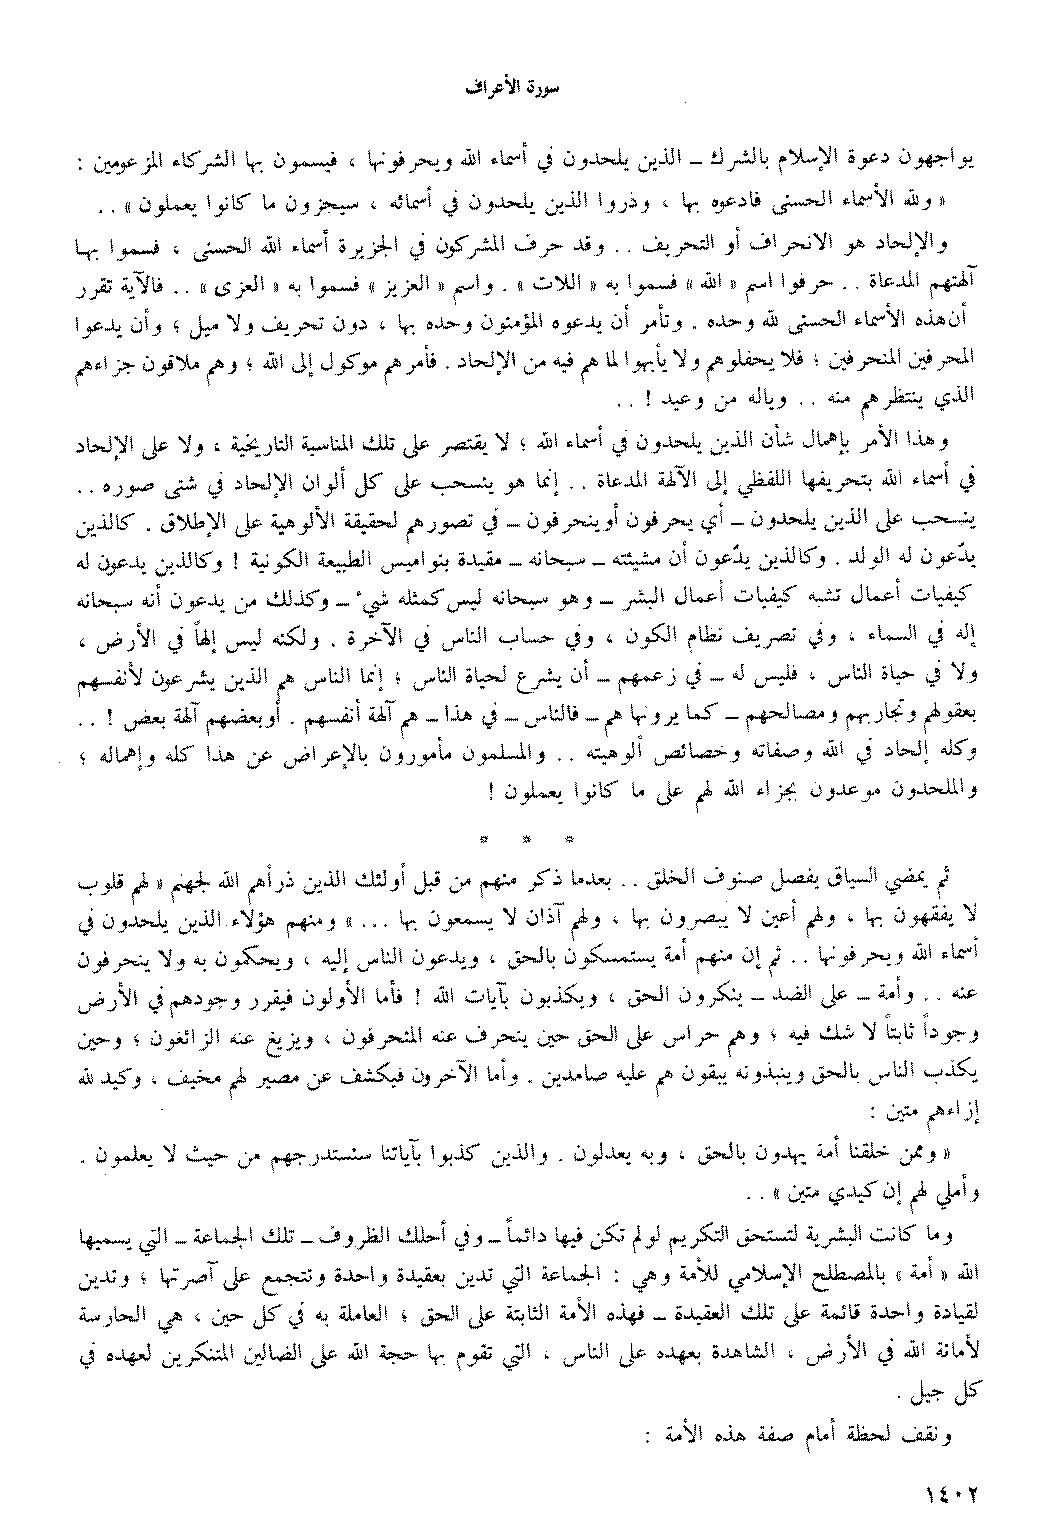 سورة الأعراف
يواجهون دعوة الإسلام بالشرك – الذين يلحدون في أسماء الله ويحرفونها ، فيسمون بها الشركاء المزعومين :
« ولله الأسماء الحسنى فادعوه بها ، وذروا الذين يلحدون في أسمائه ، سيجزون ما كانوا يعملون » . .
والإلحاد هو الانحراف أو التحريف . . وقد حرف المشركون في الجزيرة أسماء الله الحسنى ، فسموا بها
آلهتهم المدعاة . . حرفوا اسم « الله » فسموا به « اللات » . واسم « العزيز » فسموا به « العزى » . . فالآية تقرر
أن هذه الأسماء الحسنى لله وحده . وتأمر أن يدعوه المؤمنون وحده بها ، دون تحريف ولا ميل ؛ وأن يدعوا
المحرفين المنحرفين ؛ فلا يحفلوهم ولا يأبهوا لما هم فيه من الإلحاد . فأمرهم موكول إلى الله ؛ وهم ملاقون جزاءهم
الذي ينتظرهم منه . . وياله من وعيد ! . .
وهذا الأمر بإهمال شأن الذين يلحدون في أسماء الله ؛ لا يقتصر على تلك المناسبة التاريخية ، ولا على الإلحاد
في أسماء الله بتحريفها اللفظي إلى الآلهة المدعاة . . إنما هو ينسحب على كل ألوان الإلحاد في شتى صوره . .
ينسحب على الذين يلحدون – أي يحرفون أو ينحرفون – في تصورهم لحقيقة الألوهية على الإطلاق . كالذين
يدّعون له الولد . وكالذين يدّعون أن مشيئته – سبحانه – مقيدة بنواميس الطبيعة الكونية ! وكالذين يدعون له
كيفيات أعمال تشبه كيفيات أعمال البشر – وهو سبحانه ليس كمثله شيء – وكذلك من يدعون أنه سبحانه
إله في السماء ، وفي تصريف نظام الكون ، وفي حساب الناس في الآخرة . ولكنه ليس إلهاً في الأرض ،
ولا في حياة الناس ، فليس له – في زعمهم – أن يشرع لحياة الناس ؛ إنما الناس هم الذين يشرعون لأنفسهم
بعقولهم وتجاربهم ومصالحهم – كما يرونها هم – فالناس – في هذا – هم آلهة أنفسهم . أو بعضهم آلهة بعض ! . .
وكله إلحاد في الله وصفاته وخصائص ألوهيته . . والمسلمون مأمورون بالإعراض عن هذا كله وإهماله ؛
والملحدون موعدون بجزاء الله لهم على ما كانوا يعملون !
* * *
ثم يمضي السياق يفصل صنوف الخلق . . بعدما ذكر منهم من قبل أولئك الذين ذرأهم الله لجهنم « لهم قلوب
لا يفقهون بها ، ولهم أعين لا يبصرون بها ، ولهم آذان لا يسمعون بها ... » ومنهم هؤلاء الذين يلحدون في
أسماء الله ويحرفونها . . ثم إن منهم أمة يستمسكون بالحق ، ويدعون الناس إليه ، ويحكمون به ولا ينحرفون
عنه . . وأمة – على الضد – ينكرون الحق ، ويكذبون بآيات الله ! فأما الأولون فيقرر وجودهم في الأرض
وجوداً ثابتاً لا شك فيه ؛ وهم حراس على الحق حين ينحرف عنه المنحرفون ، ويزيغ عنه الزائغون ؛ وحين
يكذب الناس بالحق وينبذونه يبقون هم عليه صامدين . وأما الآخرون فيكشف عن مصير لهم مخيف ، وكيد لله
إزاءهم متين :
« وممن خلقنا أمة يهدون بالحق ، وبه يعدلون . والذين كذبوا بآياتنا سنستدرجهم من حيث لا يعلمون .
وأملي لهم إن كيدي متين » . .
وما كانت البشرية لتستحق التكريم لو لم تكن فيها دائماً – وفي أحلك الظروف – تلك الجماعة – التي يسميها
الله « أمة » بالمصطلح الإسلامي للأمة وهي : الجماعة التي تدين بعقيدة واحدة وتتجمع على آصرتها ؛ وتدين
لقيادة واحدة قائمة على تلك العقيدة – فهذه الأمة الثابتة على الحق ؛ العاملة به في كل حين ، هي الحارسة
لأمانة الله في الأرض ، الشاهدة بعهده على الناس ، التي تقوم بها حجة الله على الضالين المتنكرين لعهده في
كل جيل .
ونقف لحظة أمام صفة هذه الأمة :
١٤٠٢